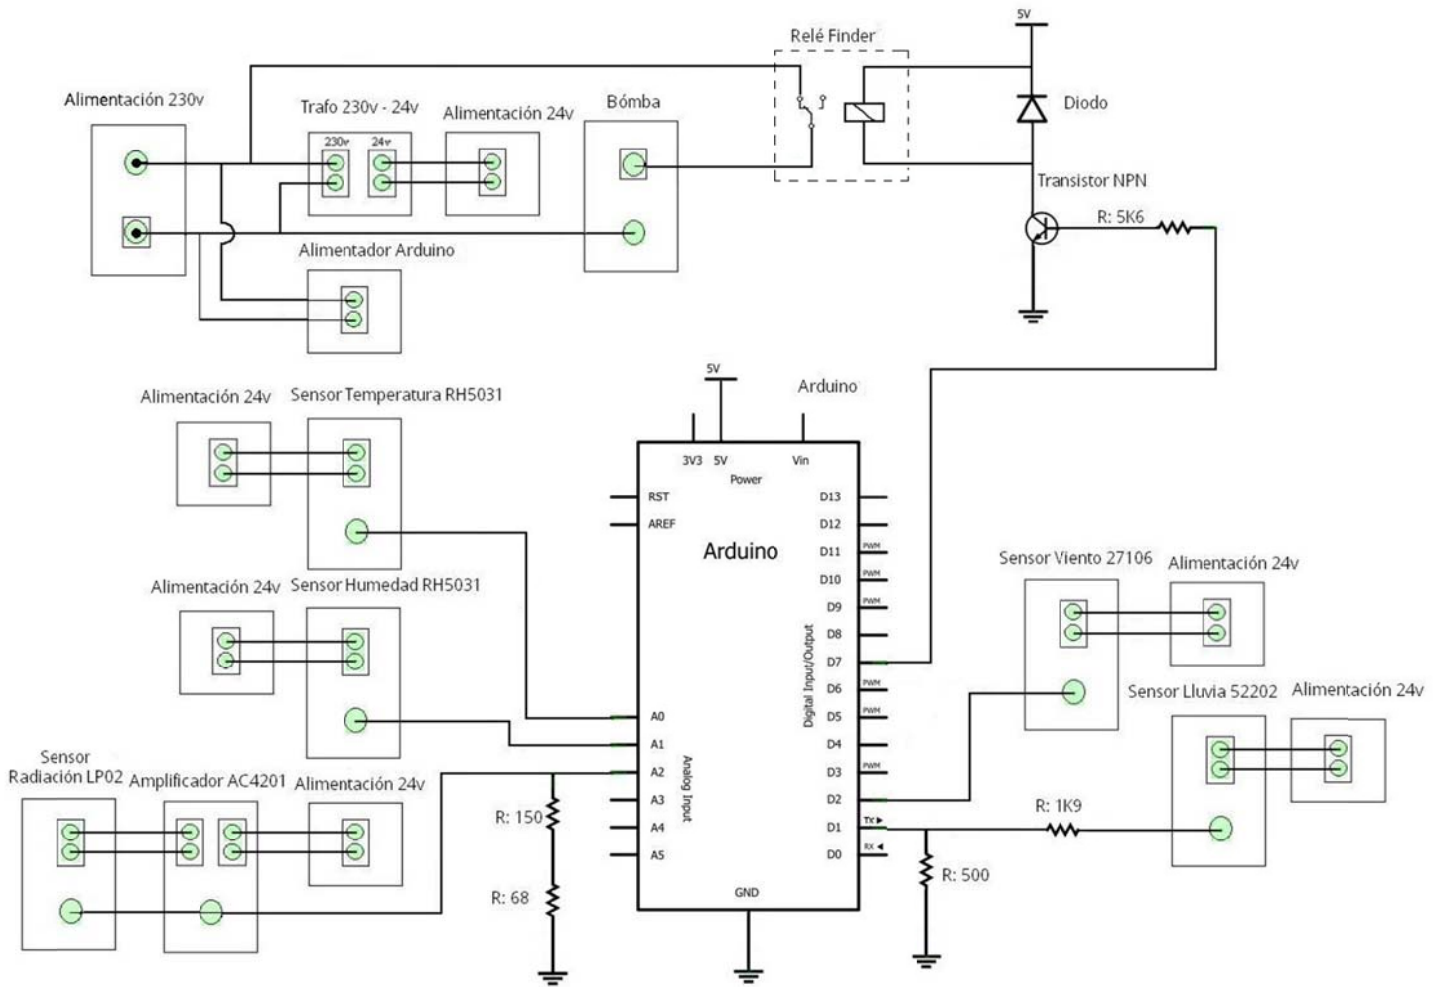 5V
Relé Finder
Alimentación 230v
Trafo 230v - 24v
Alimentación 24v
Bómba
Diodo
230v
24v
Transistor NPN
R: 5K6
Alimentador Arduino
5V
Arduino
Alimentación 24v
Sensor Temperatura RH5031
3V3
5V
Vin
Power
RST
D13
AREF
D12
Arduino
D11
PWM
D10
PWM
D9
PWM
D8
D7
D6
PWM
D5
PWM
D4
D3
PWM
D2
D1
TX
D0
RX
Digital Input/Output
Alimentación 24v
Sensor Humedad RH5031
Sensor Viento 27106
Alimentación 24v
A0
A1
A2
A3
A4
A5
Analog Input
GND
Sensor Lluvia 52202
Alimentación 24v
Sensor
Radiación LP02
Amplificador AC4201
Alimentación 24v
R: 150
R: 68
R: 1K9
R: 500